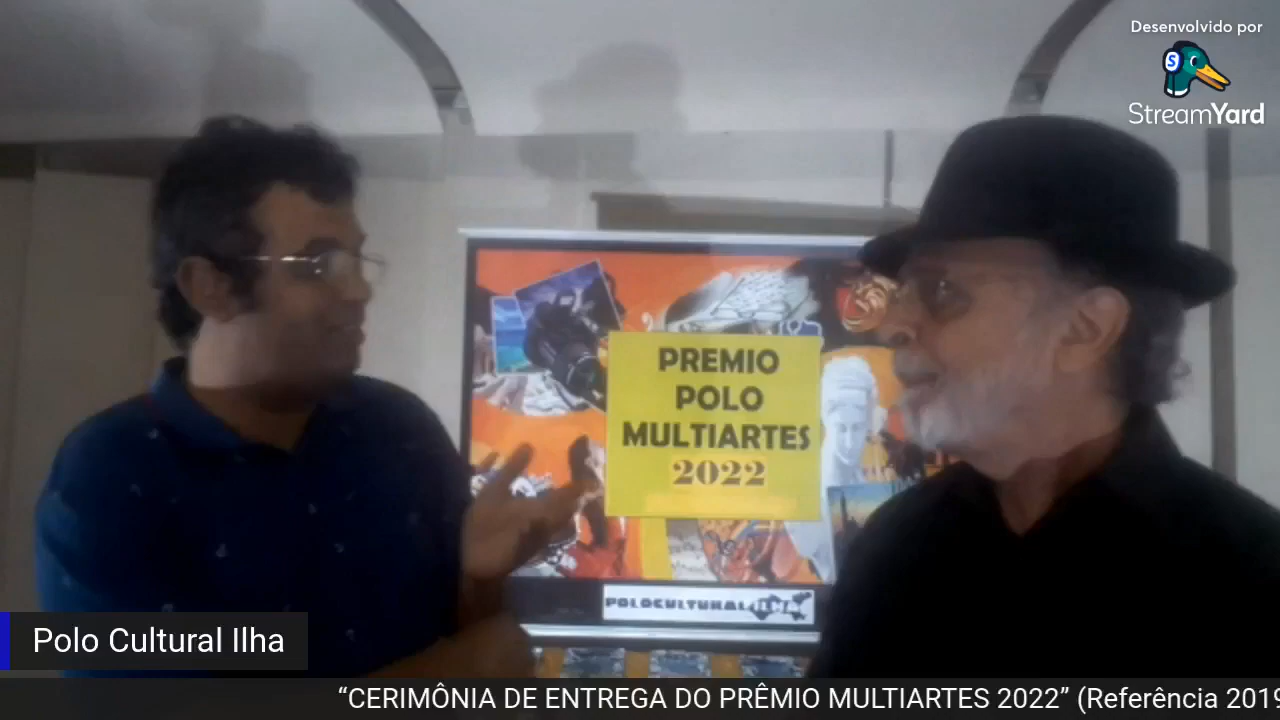 Desenvolvido por
StreamYard
PREMIO
POLO
MULTIARTES
2022
POLOCULTURALILHA
Polo Cultural Ilha
“CERIMÔNIA DE ENTREGA DO PRÊMIO MULTIARTES 2022” (Referência 2019